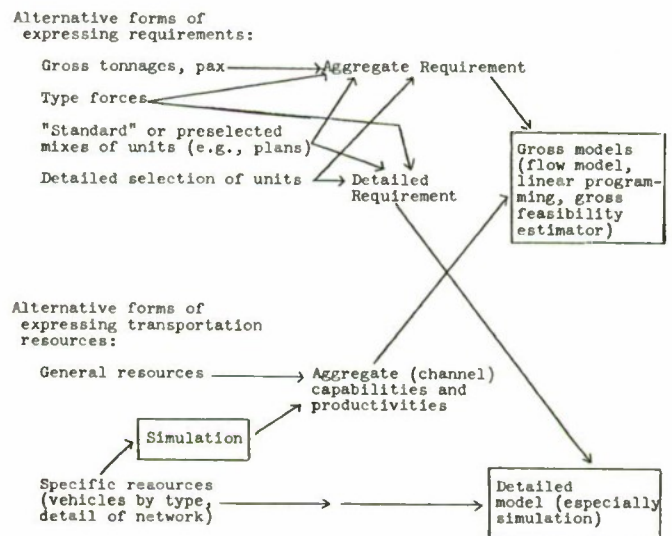 Alternative forms of
expressing requirements:
Gross tonnages, pax
Aggregate Requirement
Type forces
"Standard" or preselected
mixes of units (e.g., plans)
Detailed selection of units
Detailed
Requirement
Gross models
(flow model,
linear program-
ming, gross
feasibility
estimator)
Alternative forms of
expressing transportation
resources:
General resources
Aggregate (channel)
capabilities and
productivities
Simulation
Specific resources
(vehicles by type,
detail of network)
Detailed
model (especially
simulation)